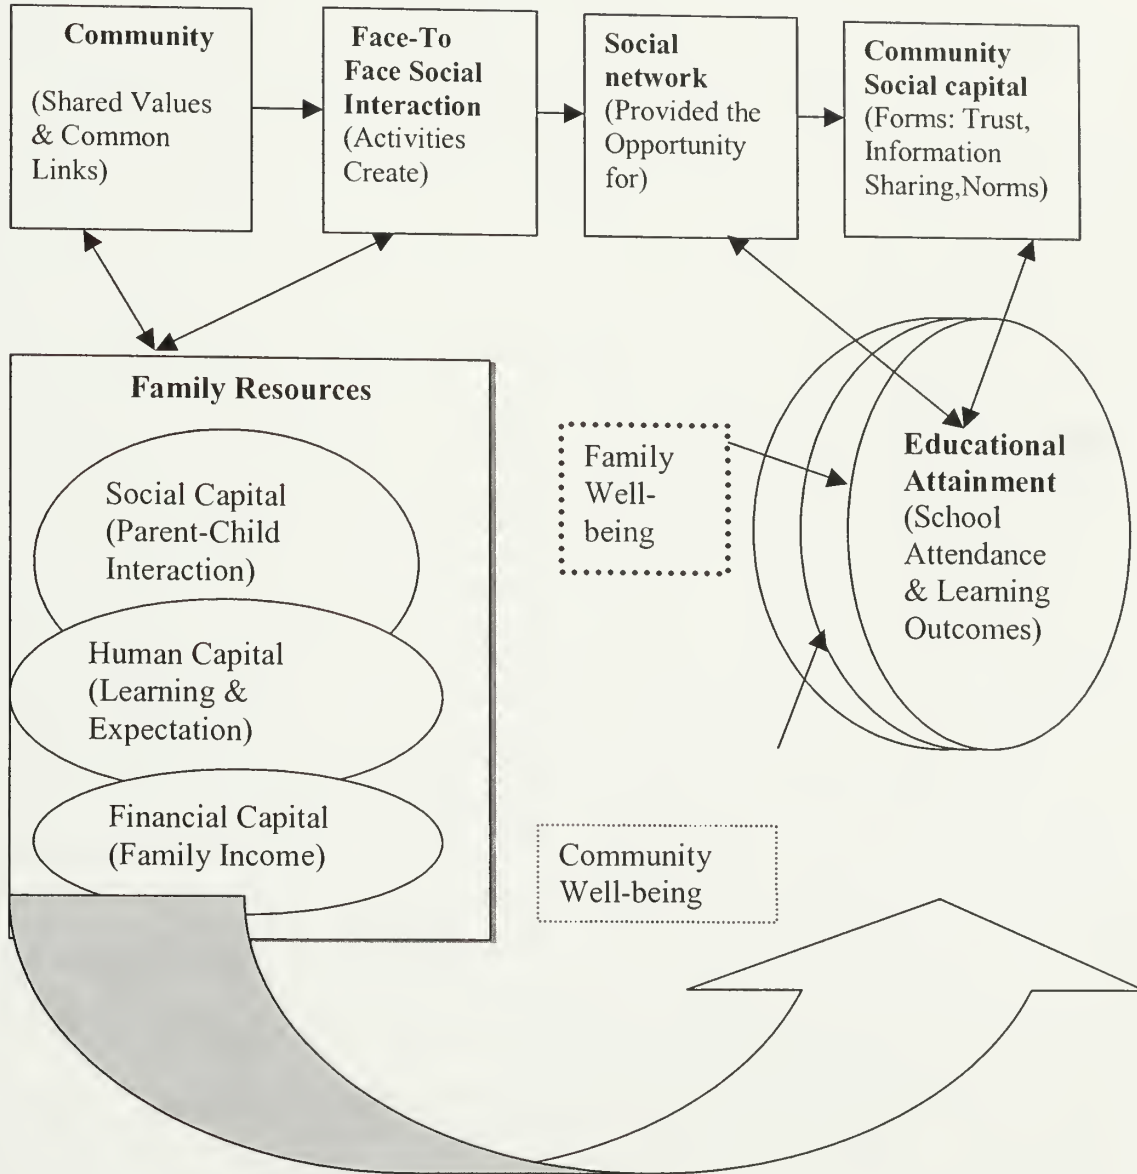 Community
(Shared Values
& Common
Links)
Face-To
Face Social
Interaction
(Activities
Create)
Social
network
(Provided the
Opportunity
for)
Community
Social capital
(Forms: Trust,
Information
Sharing,Norms)
Family Resources
Social Capital
(Parent-Child
Interaction)
Human Capital
(Learning &
Expectation)
Financial Capital
(Family Income)
Family
Well-
being
Educational
Attainment
(School
Attendance
& Learning
Outcomes)
Community
Well-being